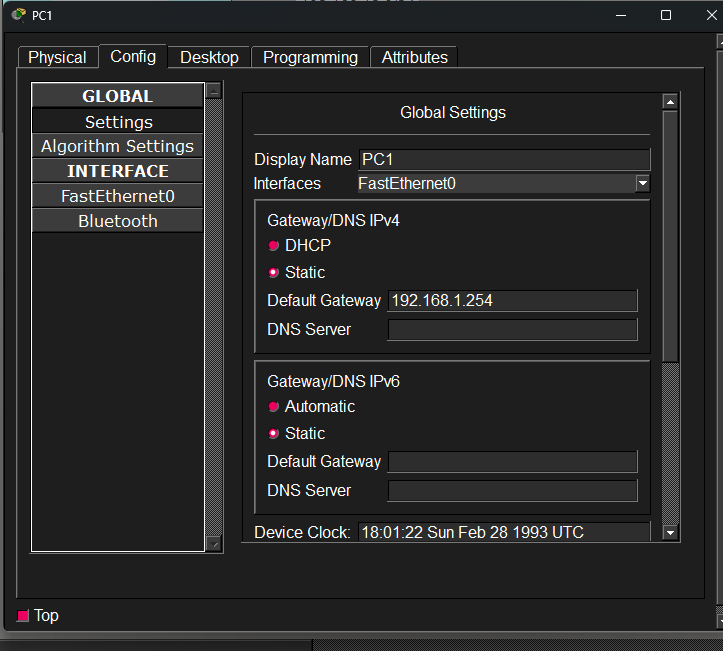 PC1
Physical Config Desktop Programming Attributes
GLOBAL
Settings
Algorithm Settings
INTERFACE
FastEthernet0
Bluetooth
Global Settings
Display Name PC1
Interfaces FastEthernet0
Gateway/DNS IPv4
DHCP
Static
Default Gateway 192.168.1.254
DNS Server
Gateway/DNS IPv6
Automatic
Static
Default Gateway
DNS Server
Device Clock: 18:01:22 Sun Feb 28 1993 UTC
Top